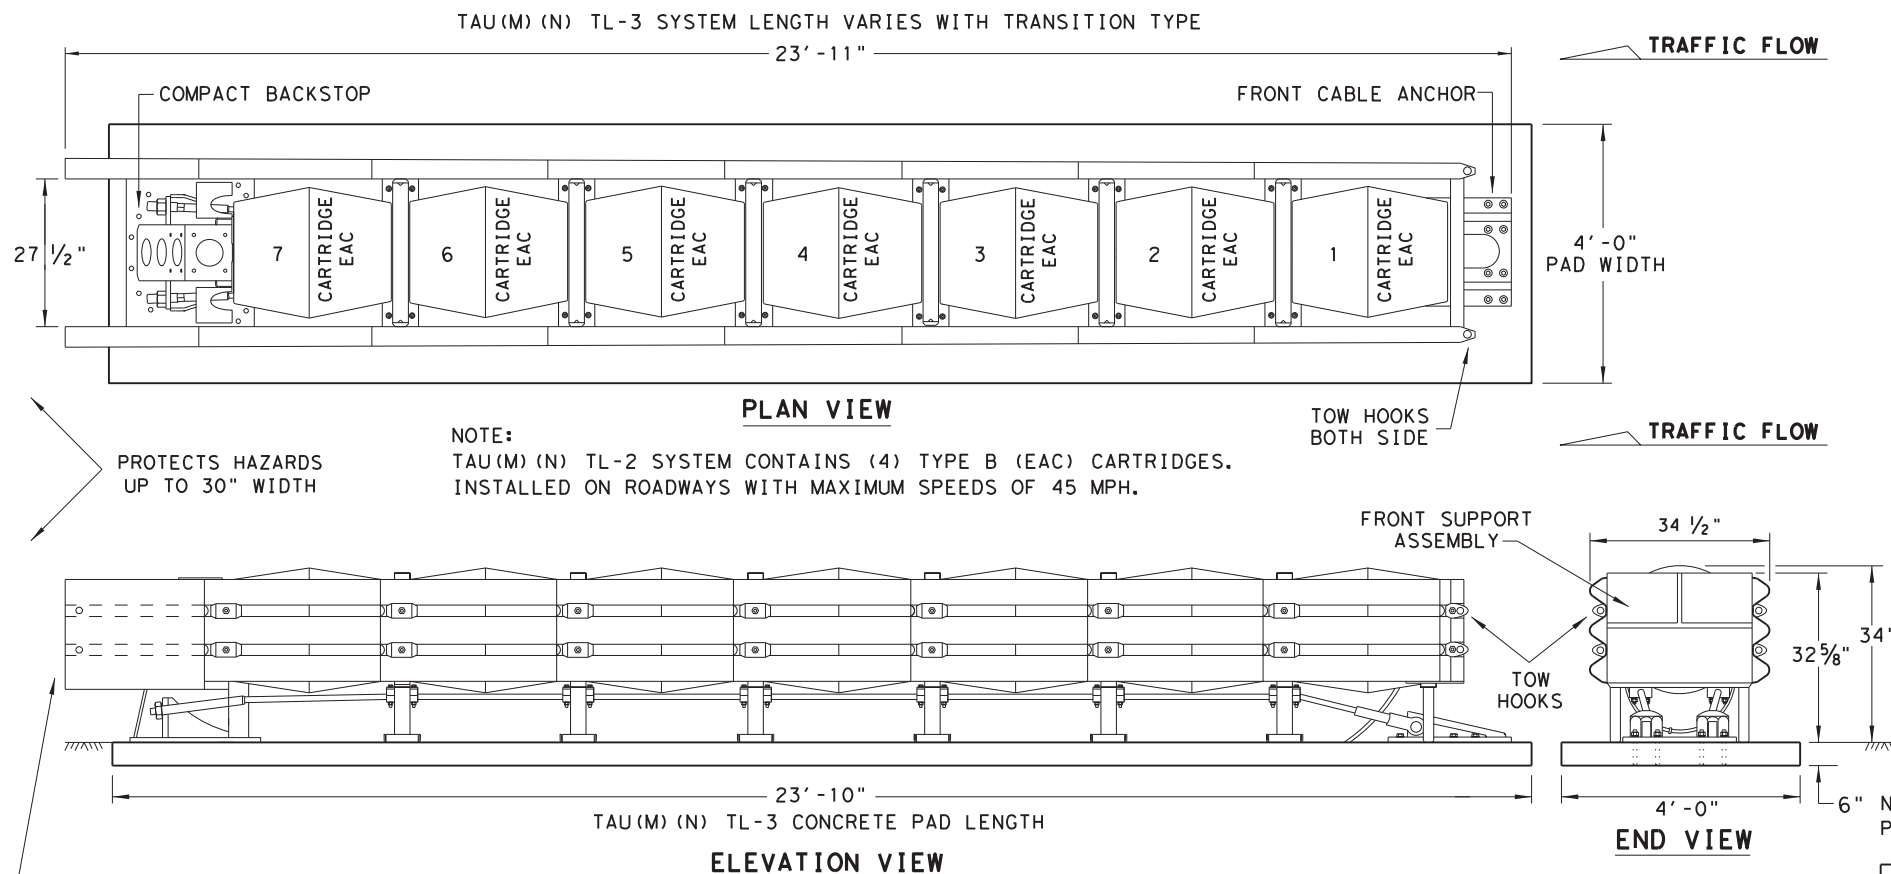 TAU(M)(N) TL-3 SYSTEM LENGTH VARIES WITH TRANSITION TYPE
23'-11"
TRAFFIC FLOW
COMPACT BACKSTOP
FRONT CABLE ANCHOR
27 1/2"
7
CARTRIDGE
EAC
6
CARTRIDGE
EAC
5
CARTRIDGE
EAC
4
CARTRIDGE
EAC
3
CARTRIDGE
EAC
2
CARTRIDGE
EAC
1
CARTRIDGE
EAC
4'-0"
PAD WIDTH
PLAN VIEW
TOW HOOKS
BOTH SIDE
TRAFFIC FLOW
PROTECTS HAZARDS
UP TO 30" WIDTH
NOTE:
TAU(M)(N) TL-2 SYSTEM CONTAINS (4) TYPE B (EAC) CARTRIDGES.
INSTALLED ON ROADWAYS WITH MAXIMUM SPEEDS OF 45 MPH.
FRONT SUPPORT
ASSEMBLY
34 1/2"
TOW
HOOKS
32 5/8"
34"
23'-10"
TAU(M)(N) TL-3 CONCRETE PAD LENGTH
ELEVATION VIEW
4'-0"
END VIEW
6"